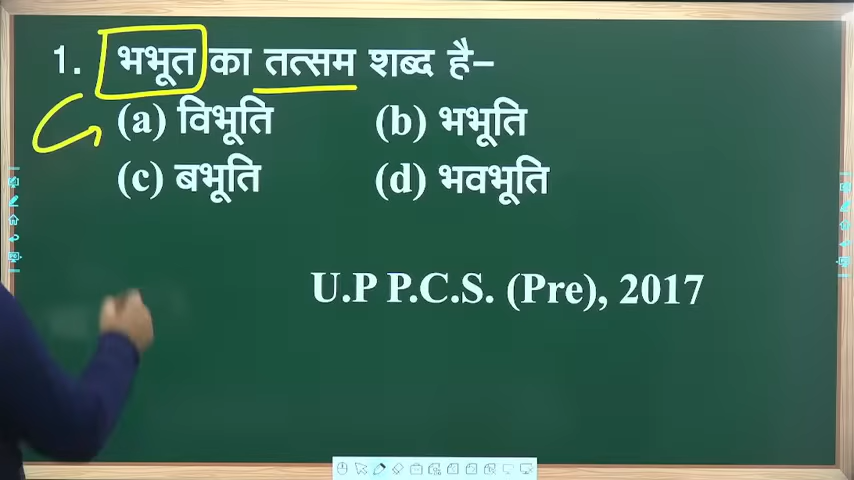 1. भभूत का तत्सम शब्द है–
(a) विभूति (b) भभूति
(c) बभूति (d) भवभूति
U.P P.C.S. (Pre), 2017